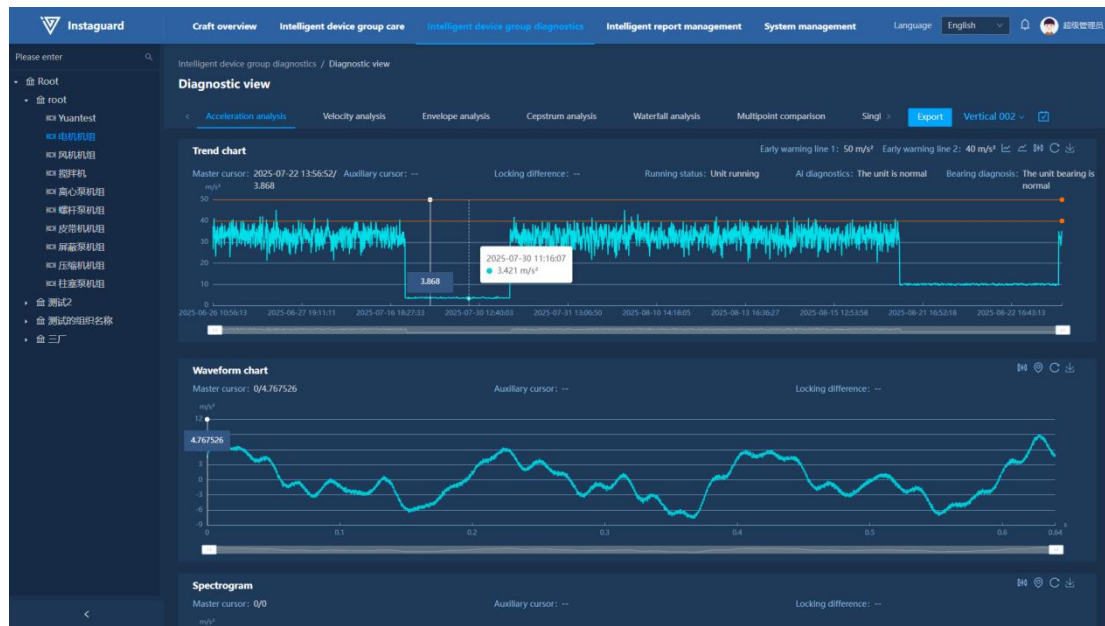 Instaguard
Craft overview
Intelligent device group care
Intelligent device group diagnostics
Intelligent report management
System management
Language
English
超级管理员
Please enter
Root
root
Yuantest
电机机组
风机机组
搅拌机
离心泵机组
螺杆泵机组
皮带机机组
屏蔽泵机组
压缩机机组
柱塞泵机组
测试2
测试的组织名称
三厂
Intelligent device group diagnostics / Diagnostic view
Diagnostic view
Acceleration analysis
Velocity analysis
Envelope analysis
Cepstrum analysis
Waterfall analysis
Multipoint comparison
Singl
Export
Vertical 002
Trend chart
Early warning line 1: 50 m/s² Early warning line 2: 40 m/s²
Master cursor: 2025-07-22 13:56:52/ 3.868
Auxiliary cursor: --
Locking difference: --
Running status: Unit running
Ai diagnostics: The unit is normal
Bearing diagnosis: The unit bearing is normal
m/s²
50
40
30
20
10
0
2025-07-30 11:16:07
3.421 m/s²
3.868
2025-06-26 10:56:13
2025-06-27 19:11:11
2025-07-16 18:27:33
2025-07-30 12:40:03
2025-07-31 13:06:50
2025-08-10 14:18:05
2025-08-13 16:36:27
2025-08-15 12:53:58
2025-08-21 16:52:18
2025-08-22 16:43:13
Waveform chart
Master cursor: 0/4.767526
Auxiliary cursor: --
Locking difference: --
m/s²
12
4.767526
3
0
-3
-6
-9
0
0.1
0.2
0.3
0.4
0.5
0.6
0.64
s
Spectrogram
Master cursor: 0/0
Auxiliary cursor: --
Locking difference: --
m/s²